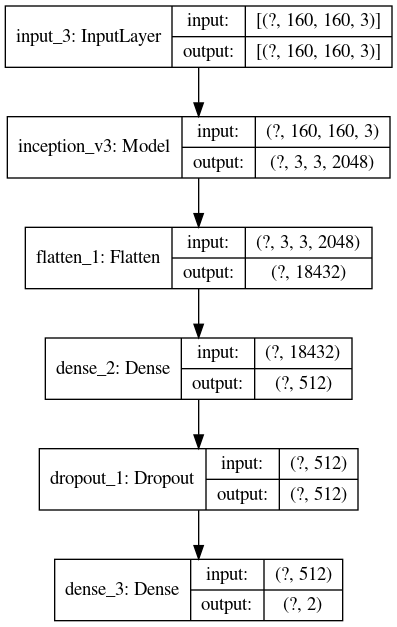 input_3: InputLayer
input: [(?, 160, 160, 3)]
output: [(?, 160, 160, 3)]
inception_v3: Model
input: (?, 160, 160, 3)
output: (?, 3, 3, 2048)
flatten_1: Flatten
input: (?, 3, 3, 2048)
output: (?, 18432)
dense_2: Dense
input: (?, 18432)
output: (?, 512)
dropout_1: Dropout
input: (?, 512)
output: (?, 512)
dense_3: Dense
input: (?, 512)
output: (?, 2)